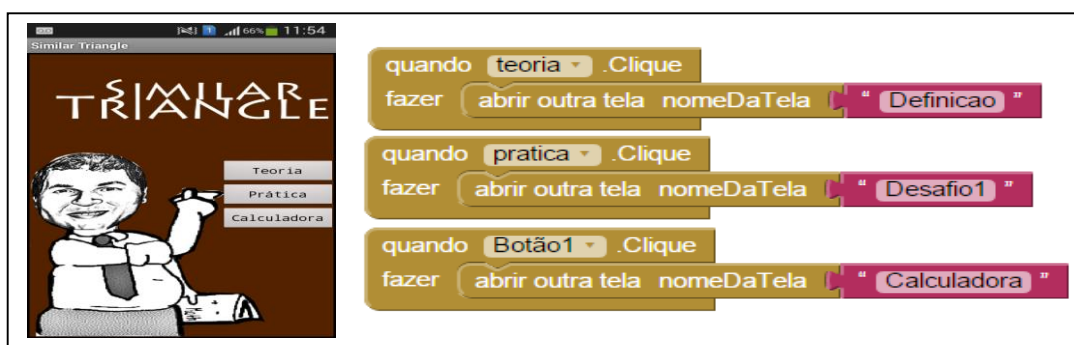 66% 11:54
Similar Triangle
SIMILAR
TRIANGLE
Teoria
Prática
Calculadora
quando teoria .Clique
fazer abrir outra tela nomeDaTela " Definicao "
quando pratica .Clique
fazer abrir outra tela nomeDaTela " Desafio1 "
quando Botão1 .Clique
fazer abrir outra tela nomeDaTela " Calculadora "